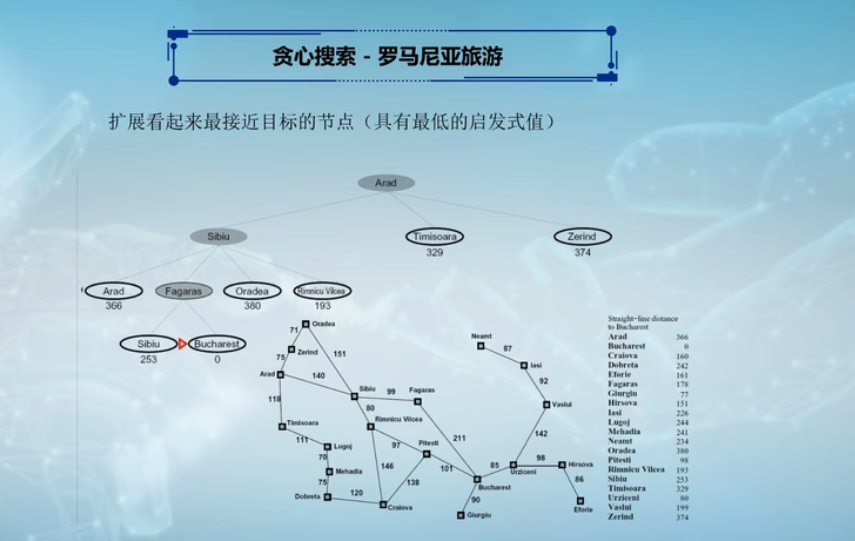 贪心搜索 - 罗马尼亚旅游
扩展看起来最接近目标的节点（具有最低的启发式值）
Arad
Sibiu
Timisoara
Zerind
329
374
Arad
Fagaras
Oradea
Rimnicu Vilcea
366
380
193
Sibiu
Bucharest
253
0
Oradea
71
Zerind
151
75
Arad
140
118
Sibiu
99
Fagaras
80
Rimnicu Vilcea
Timisoara
111
Lugoj
97
Pitesti
211
70
Mehadia
146
101
85
75
138
Dobreta
120
Craiova
Bucharest
90
Giurgiu
Neamt
87
Iasi
92
Vaslui
142
98
Urziceni
Hirsova
86
Eforie
Straight-line distance
to Bucharest
Arad 366
Bucharest 0
Craiova 160
Dobreta 242
Eforie 161
Fagaras 178
Giurgiu 77
Hirsova 151
Iasi 226
Lugoj 244
Mehadia 241
Neamt 234
Oradea 380
Pitesti 98
Rimnicu Vilcea 193
Sibiu 253
Timisoara 329
Urziceni 80
Vaslui 199
Zerind 374